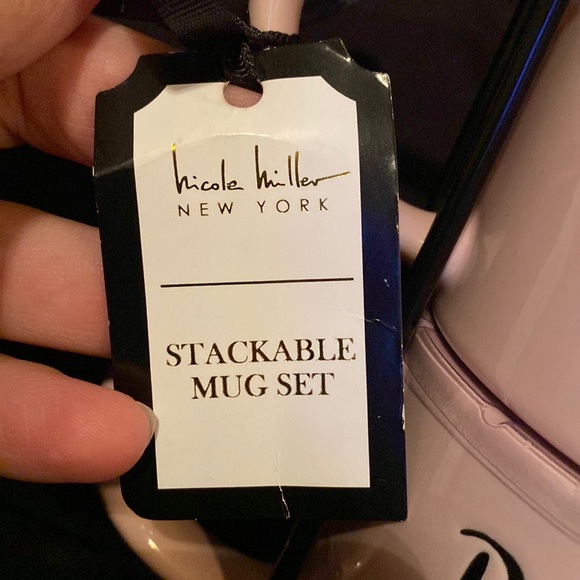 nicole miller
NEW YORK
STACKABLE
MUG SET